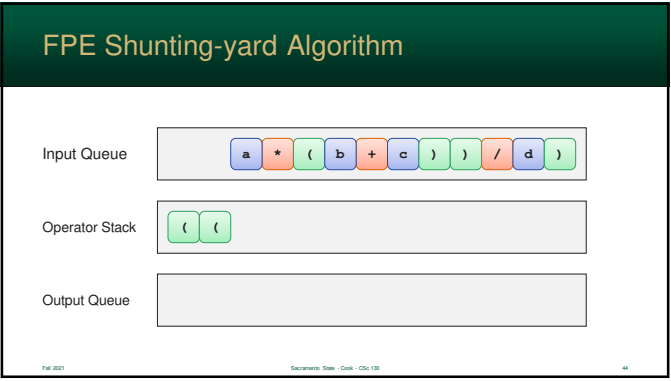 FPE Shunting-yard Algorithm
Input Queue a * ( b + c ) ) / d )
Operator Stack ( (
Output Queue
Fall 2021 Sacramento State - Cook - CSc 130 44